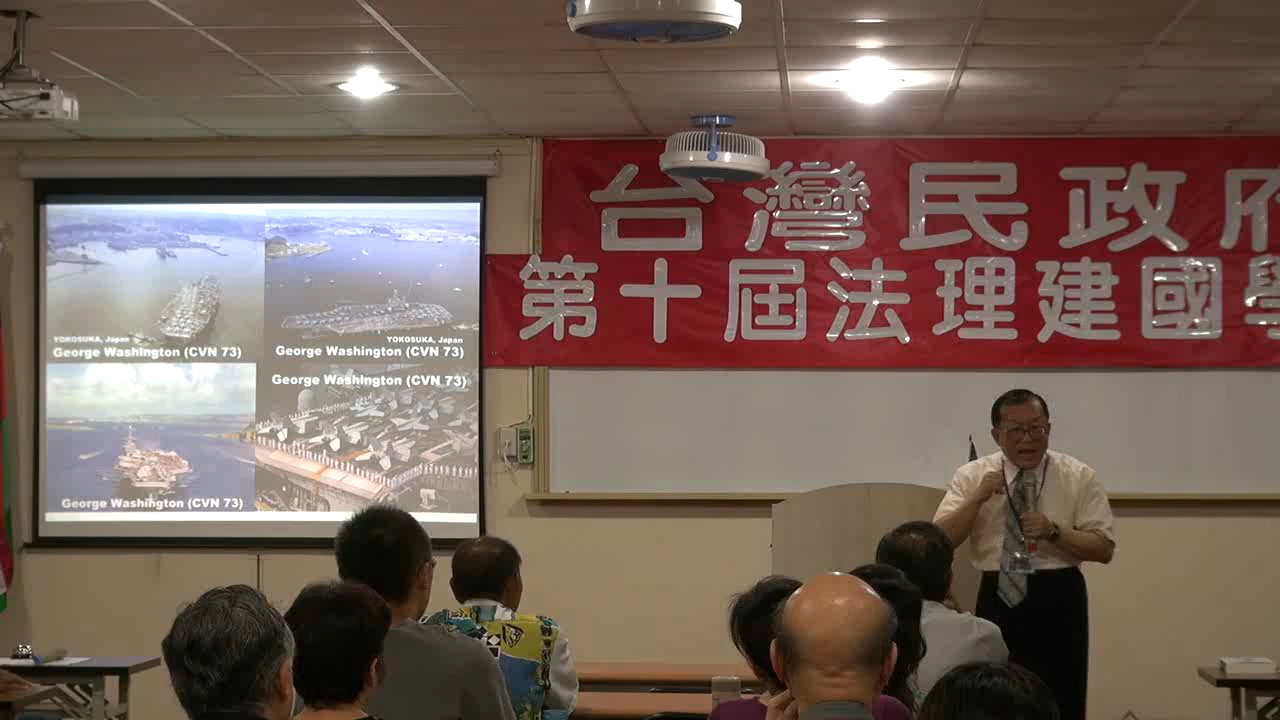 台灣民政府
第十屆法理建國學
YOKOSUKA, Japan
George Washington (CVN 73)
YOKOSUKA, Japan
George Washington (CVN 73)
George Washington (CVN 73)
George Washington (CVN 73)